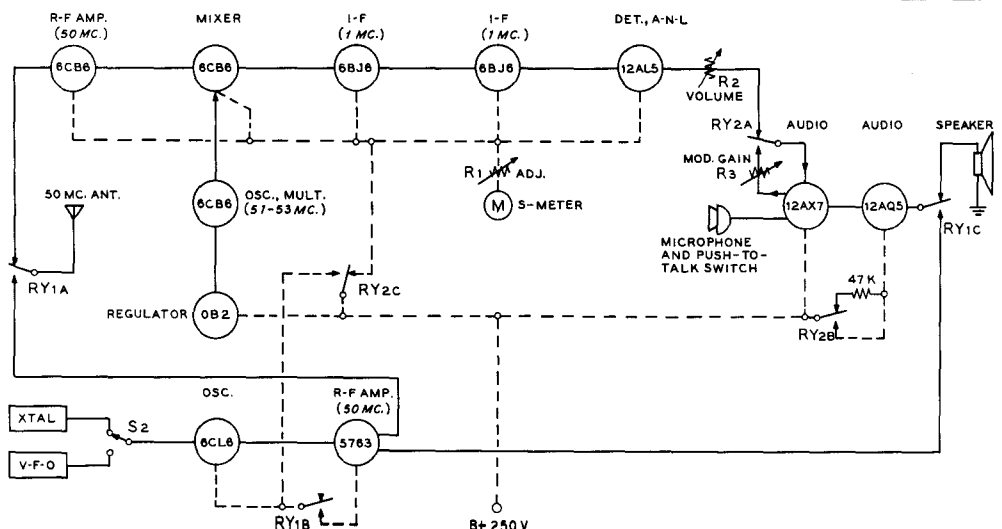 R-F AMP.
(50 MC.)
MIXER
I-F
(1 MC.)
I-F
(1 MC.)
DET., A-N-L
6CB6
6CB6
6BJ6
6BJ6
12AL5
R2
VOLUME
RY2A
AUDIO
AUDIO
SPEAKER
MOD. GAIN
R3
R1
ADJ.
M
S-METER
50 MC. ANT.
6CB6
OSC., MULT.
(51-53 MC.)
12AX7
12AQ5
RY1C
MICROPHONE
AND PUSH-TO-
TALK SWITCH
RY1A
RY2C
47K
REGULATOR
0B2
RY2B
OSC.
R-F AMP.
(50 MC.)
XTAL
S2
6CL6
5763
V-F-O
RY1B
B+ 250 V